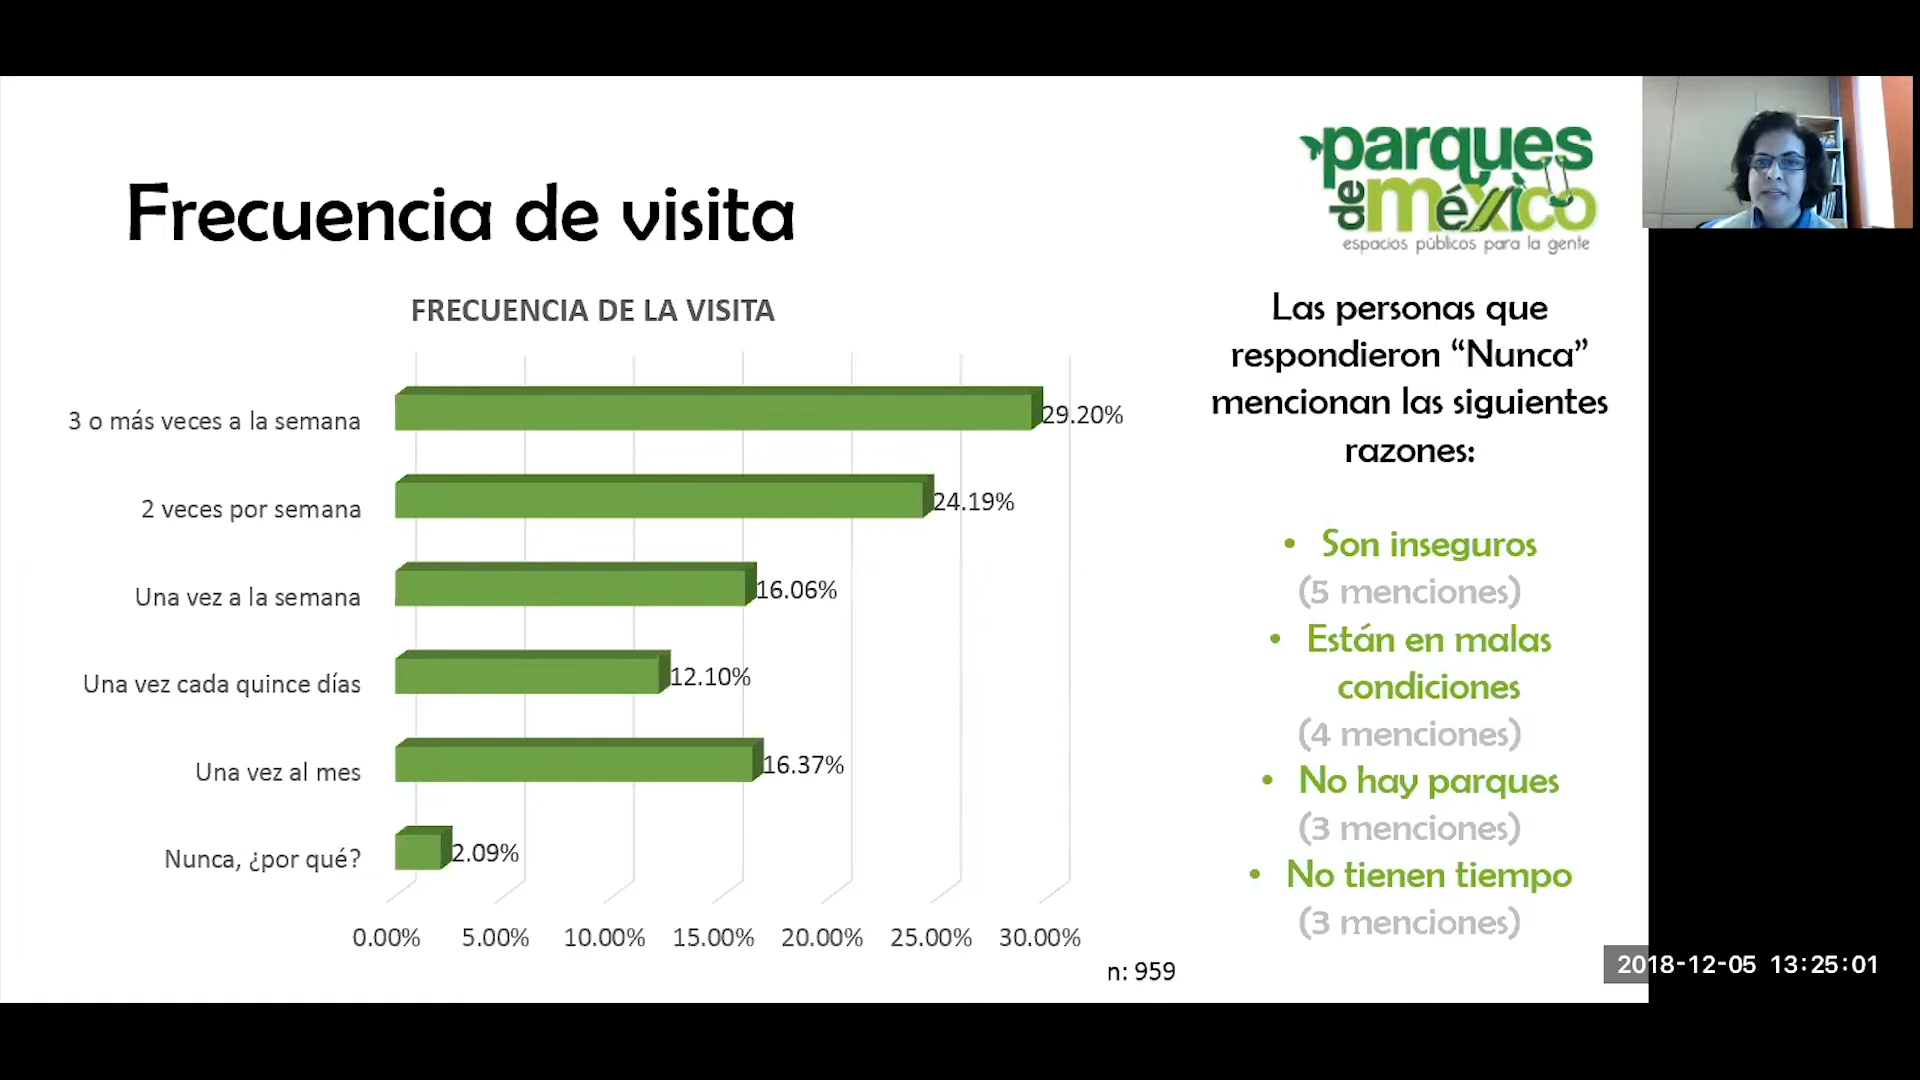 Frecuencia de visita
parques
de méxico
espacios públicos para la gente
FRECUENCIA DE LA VISITA
3 o más veces a la semana
29.20%
2 veces por semana
24.19%
Una vez a la semana
16.06%
Una vez cada quince días
12.10%
Una vez al mes
16.37%
Nunca, ¿por qué?
2.09%
0.00% 5.00% 10.00% 15.00% 20.00% 25.00% 30.00%
n: 959
Las personas que
respondieron “Nunca”
mencionan las siguientes
razones:
• Son inseguros
(5 menciones)
• Están en malas
condiciones
(4 menciones)
• No hay parques
(3 menciones)
• No tienen tiempo
(3 menciones)
2018-12-05 13:25:01